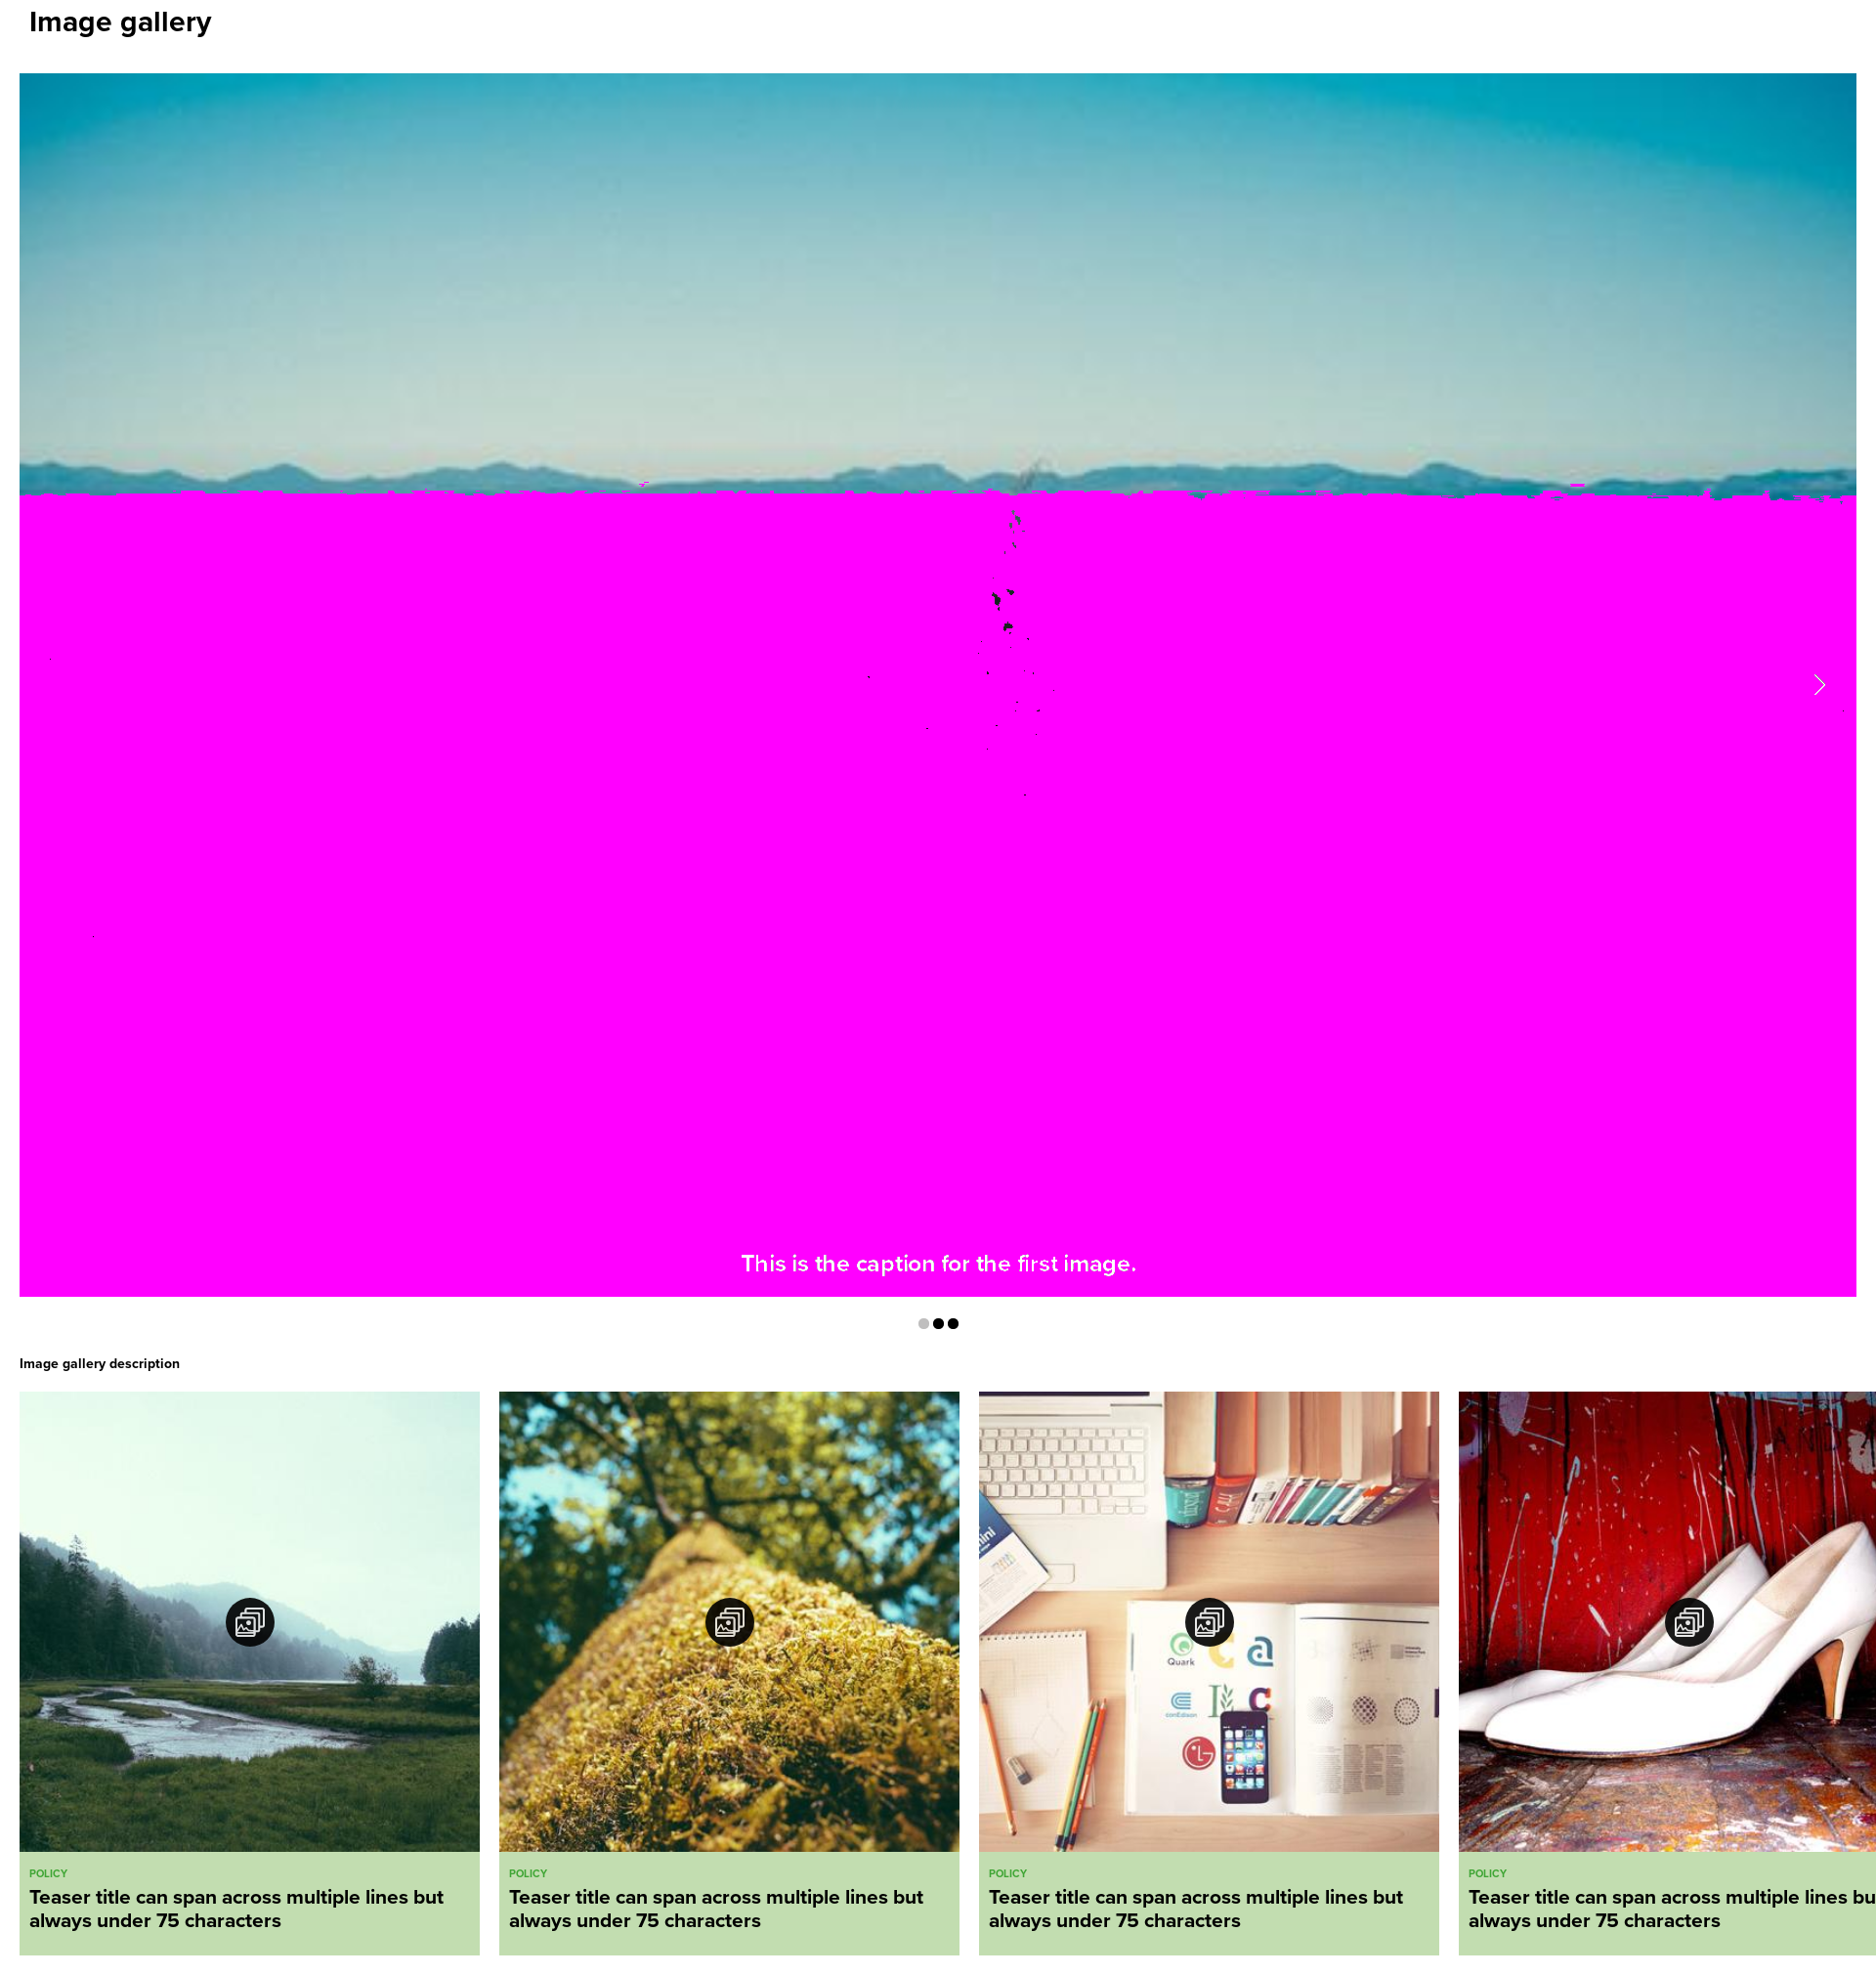 Image gallery
This is the caption for the first image.
Image gallery description
Quark
conEdison
POLICY
Teaser title can span across multiple lines but
always under 75 characters
POLICY
Teaser title can span across multiple lines but
always under 75 characters
POLICY
Teaser title can span across multiple lines but
always under 75 characters
POLICY
Teaser title can span across multiple lines bu
always under 75 characters